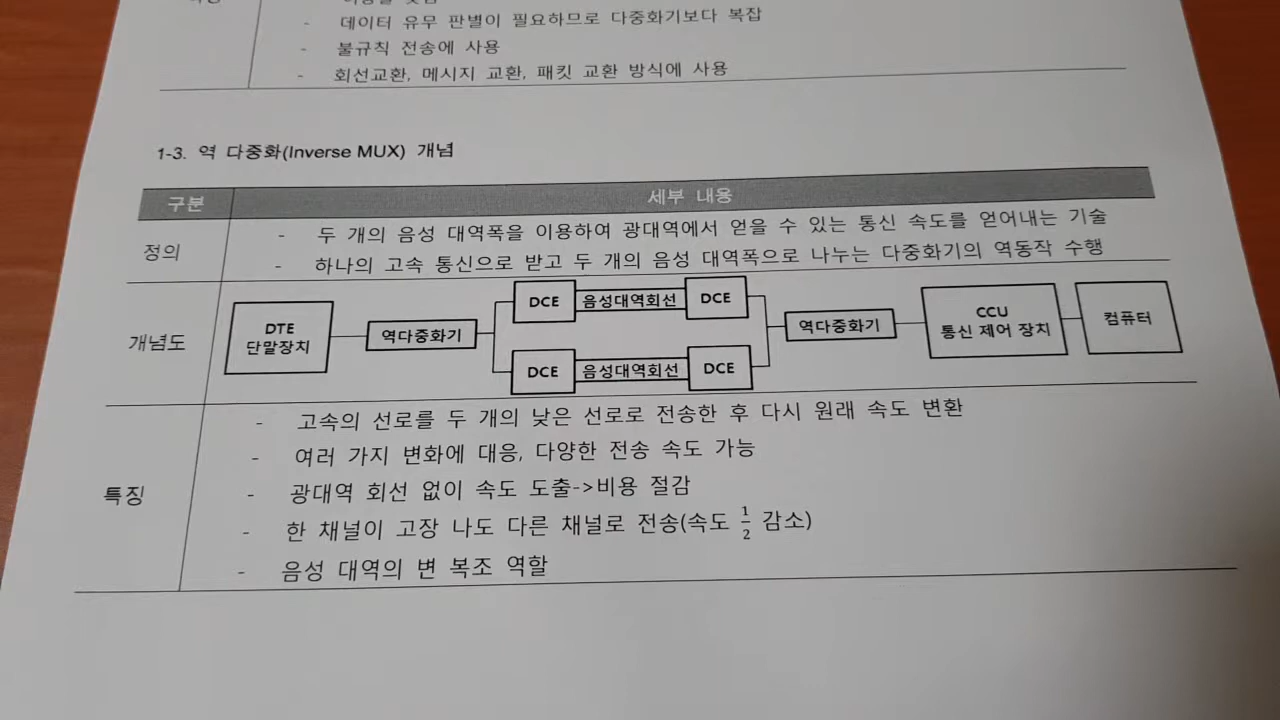 - 데이터 유무 판별이 필요하므로 다중화기보다 복잡
- 불규칙 전송에 사용
- 회선교환, 메시지 교환, 패킷 교환 방식에 사용
1-3. 역 다중화(Inverse MUX) 개념
구분 세부 내용
정의
- 두 개의 음성 대역폭을 이용하여 광대역에서 얻을 수 있는 통신 속도를 얻어내는 기술
- 하나의 고속 통신으로 받고 두 개의 음성 대역폭으로 나누는 다중화기의 역동작 수행
개념도
DTE
단말장치
역다중화기
DCE 음성대역회선 DCE
DCE 음성대역회선 DCE
역다중화기
CCU
통신 제어 장치
컴퓨터
특징
- 고속의 선로를 두 개의 낮은 선로로 전송한 후 다시 원래 속도 변환
- 여러 가지 변화에 대응, 다양한 전송 속도 가능
- 광대역 회선 없이 속도 도출->비용 절감
- 한 채널이 고장 나도 다른 채널로 전송(속도 1/2 감소)
- 음성 대역의 변 복조 역할